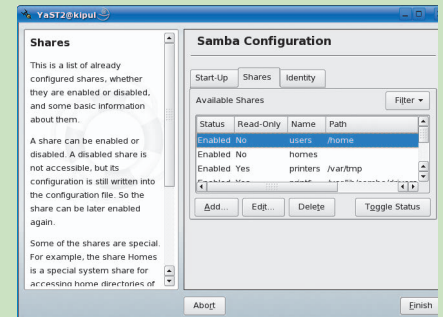 YaST2@kipul
Shares
This is a list of already
configured shares, whether
they are enabled or disabled,
and some basic information
about them.
A share can be enabled or
disabled. A disabled share is
not accessible, but its
configuration is still written into
the configuration file. So the
share can be later enabled
again.
Some of the shares are special.
For example, the share Homes
is a special system share for
accessing home directories of
Samba Configuration
Start-Up Shares Identity
Available Shares Filter
Status Read-Only Name Path
Enabled No users /home
Enabled No homes
Enabled Yes printers /var/tmp
Enabled Yes
Add... Edit... Delete Toggle Status
Abort Finish